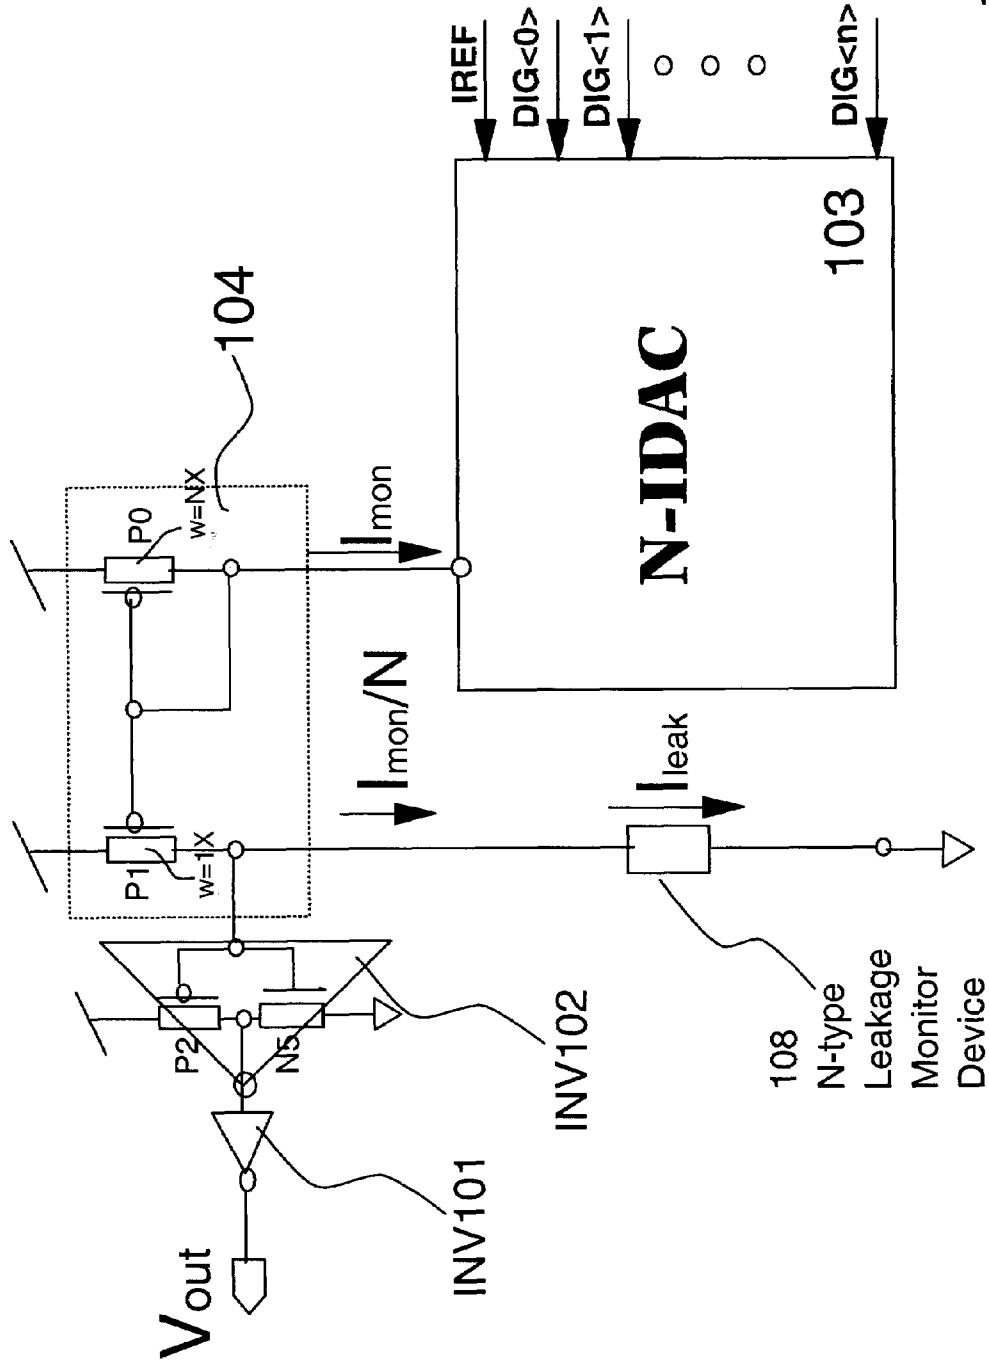 IREF
DIG<0>
DIG<1>
DIG<n>
N-IDAC
103
104
P0
w=NX
Imon
Imon/N
P1
w=1X
Ileak
108
N-type
Leakage
Monitor
Device
P2
N5
INV102
INV101
Vout